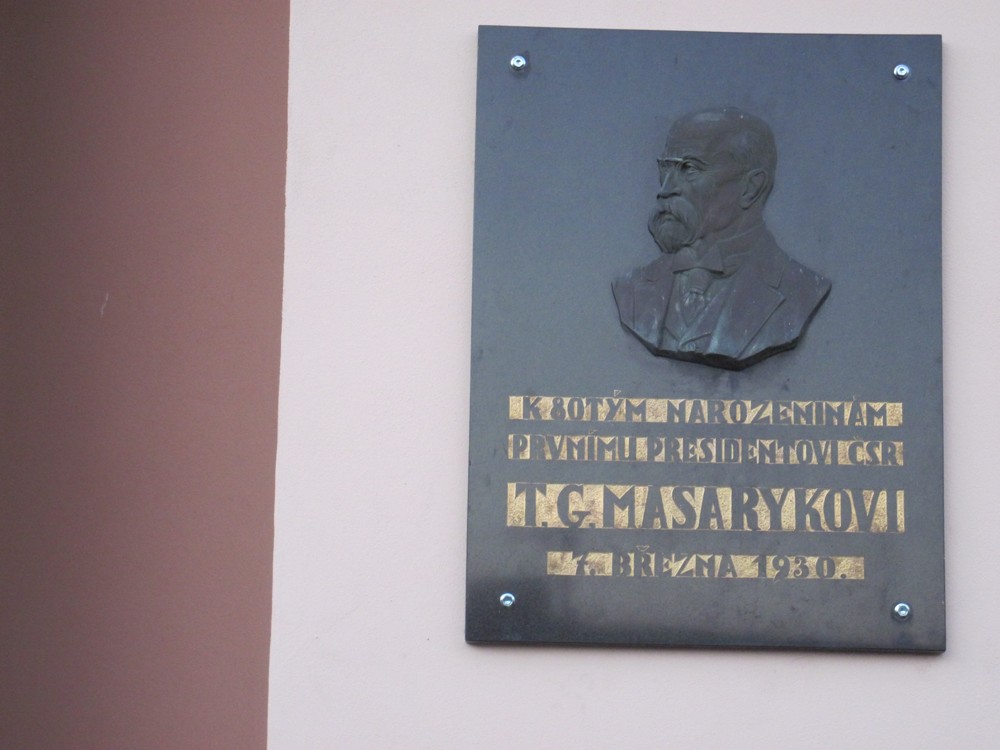 K 80TÝM NAROZENINÁM
PRVNÍMU PRESIDENTOVI ČSR
T.G.MASARYKOVI
7. BŘEZNA 1930.